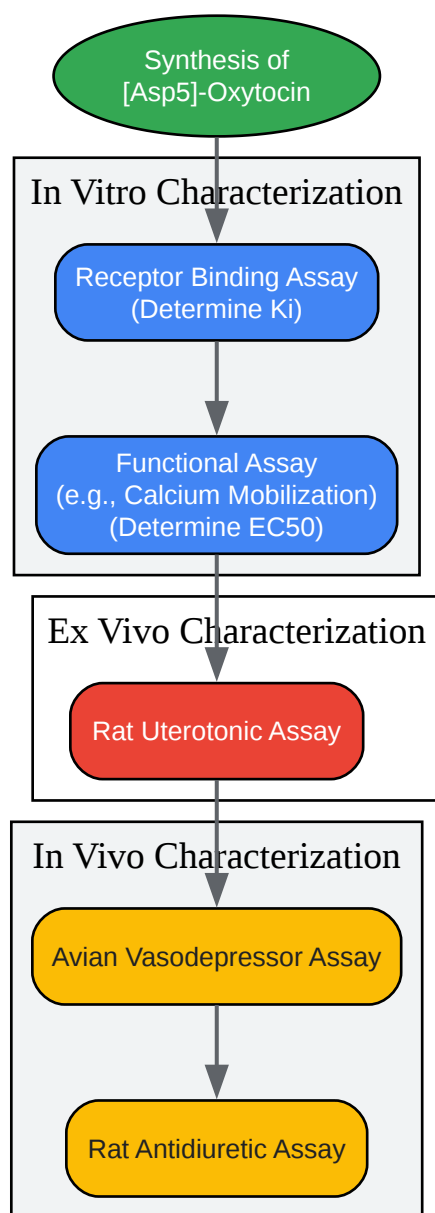 Synthesis of
[Asp5]-Oxytocin
In Vitro Characterization
Receptor Binding Assay
(Determine Ki)
Functional Assay
(e.g., Calcium Mobilization)
(Determine EC50)
Ex Vivo Characterization
Rat Uterotonic Assay
In Vivo Characterization
Avian Vasodepressor Assay
Rat Antidiuretic Assay